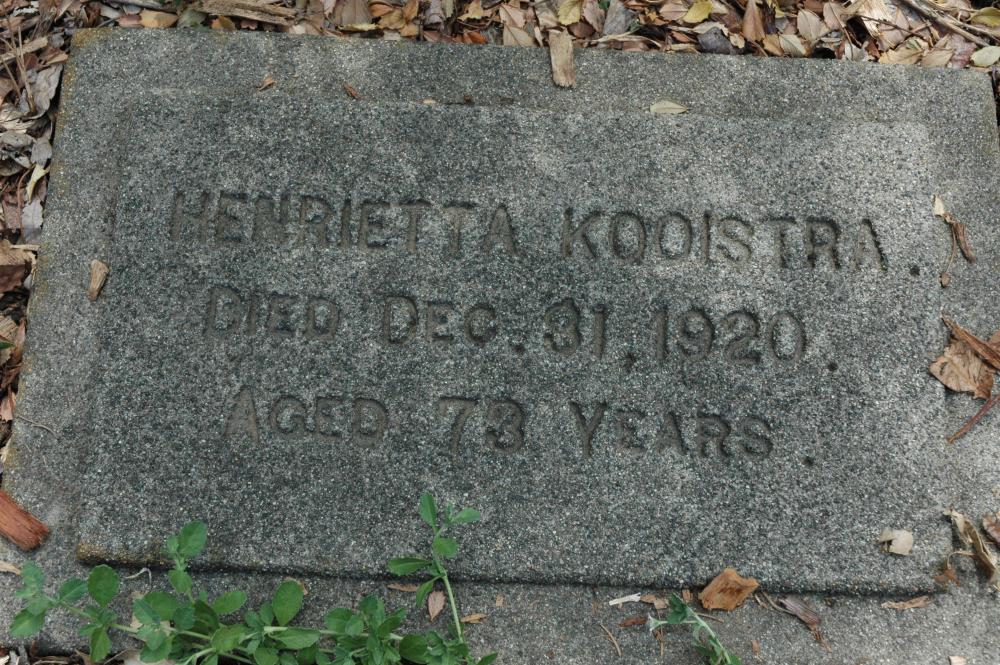 HENRIETTA KOOISTRA.
DIED DEC. 31, 1920.
AGED 73 YEARS.